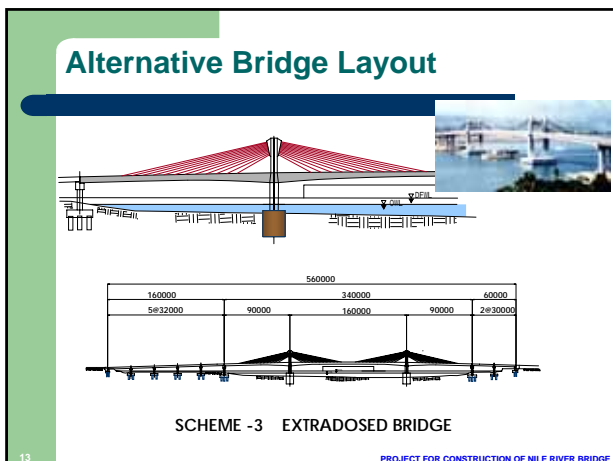 Alternative Bridge Layout
DFWL
OWL
560000
160000 340000 60000
5@32000 90000 160000 90000 2@30000
SCHEME -3 EXTRADOSED BRIDGE
13 PROJECT FOR CONSTRUCTION OF NILE RIVER BRIDGE